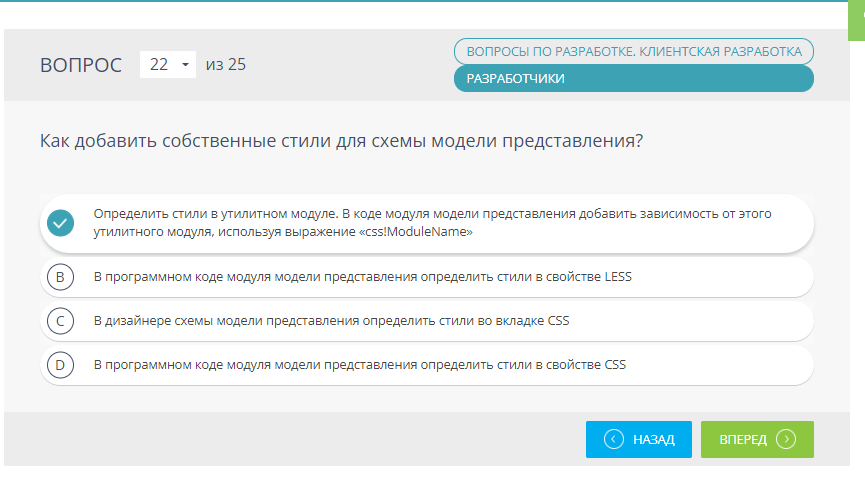 ВОПРОС 22 из 25
ВОПРОСЫ ПО РАЗРАБОТКЕ. КЛИЕНТСКАЯ РАЗРАБОТКА
РАЗРАБОТЧИКИ
Как добавить собственные стили для схемы модели представления?
Определить стили в утилитном модуле. В коде модуля модели представления добавить зависимость от этого
утилитного модуля, используя выражение «css!ModuleName»
B В программном коде модуля модели представления определить стили в свойстве LESS
C В дизайнере схемы модели представления определить стили во вкладке CSS
D В программном коде модуля модели представления определить стили в свойстве CSS
НАЗАД ВПЕРЕД